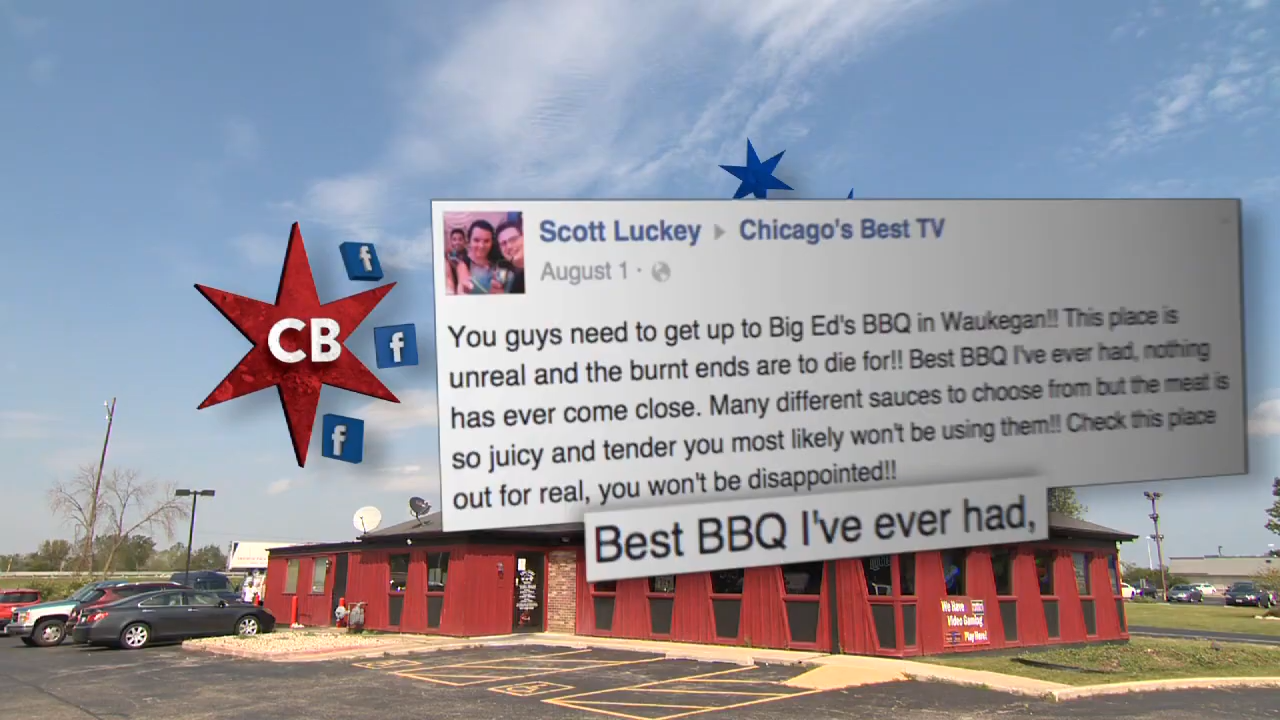 Scott Luckey Chicago's Best TV
August 1 ·
You guys need to get up to Big Ed's BBQ in Waukegan!! This place is
unreal and the burnt ends are to die for!! Best BBQ I've ever had, nothing
has ever come close. Many different sauces to choose from but the meat is
so juicy and tender you most likely won't be using them!! Check this place
out for real, you won't be disappointed!!
Best BBQ I've ever had,
CB
f
f
f
We Have
Video Gaming
Play Here!